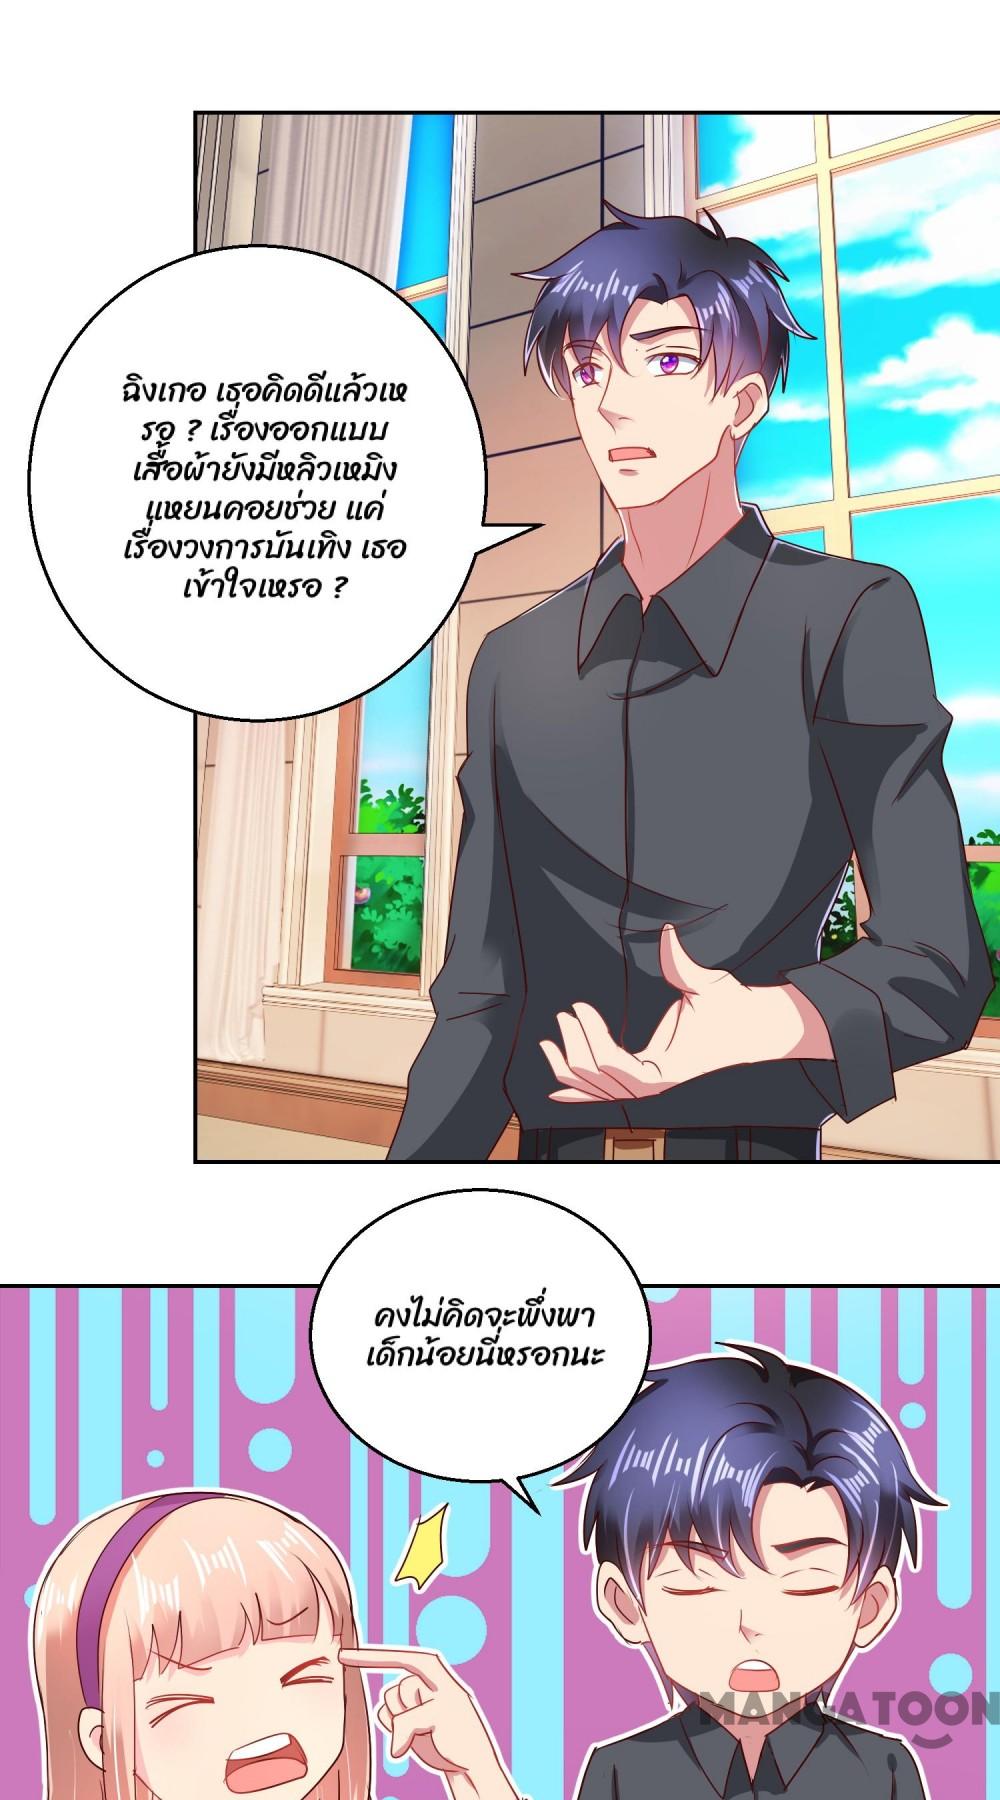 ฉิงเกอ เธอคิดดีแล้วเห
รอ ? เรื่องออกแบบ
เสื้อผ้ายังมีหลิวเหมิง
แหยนคอยช่วย แค่
เรื่องวงการบันเทิง เธอ
เข้าใจเหรอ ?
คงไม่คิดจะพึ่งพา
เด็กน้อยนี่หรอกนะ
MANGATOON